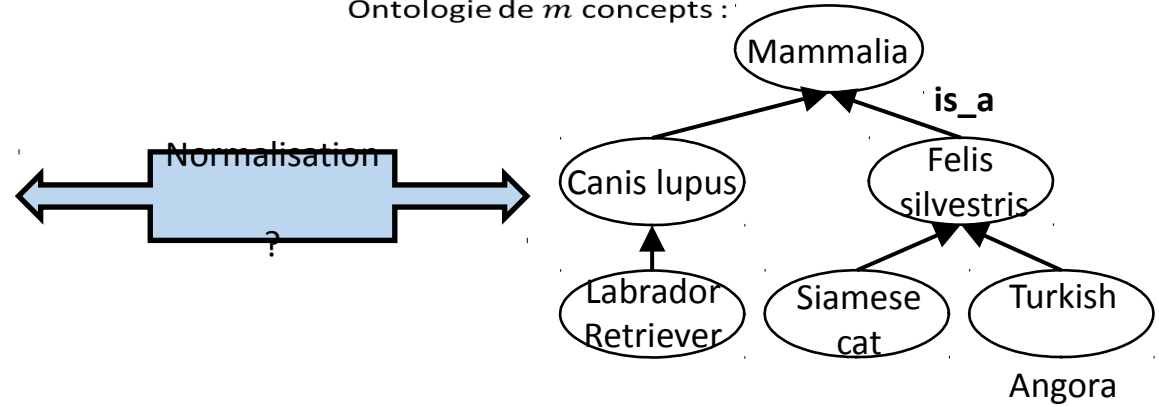 Ontologie de m concepts :
Mammalia
is_a
Normalisation
?
Canis lupus
Felis
silvestris
Labrador
Retriever
Siamese
cat
Turkish
Angora